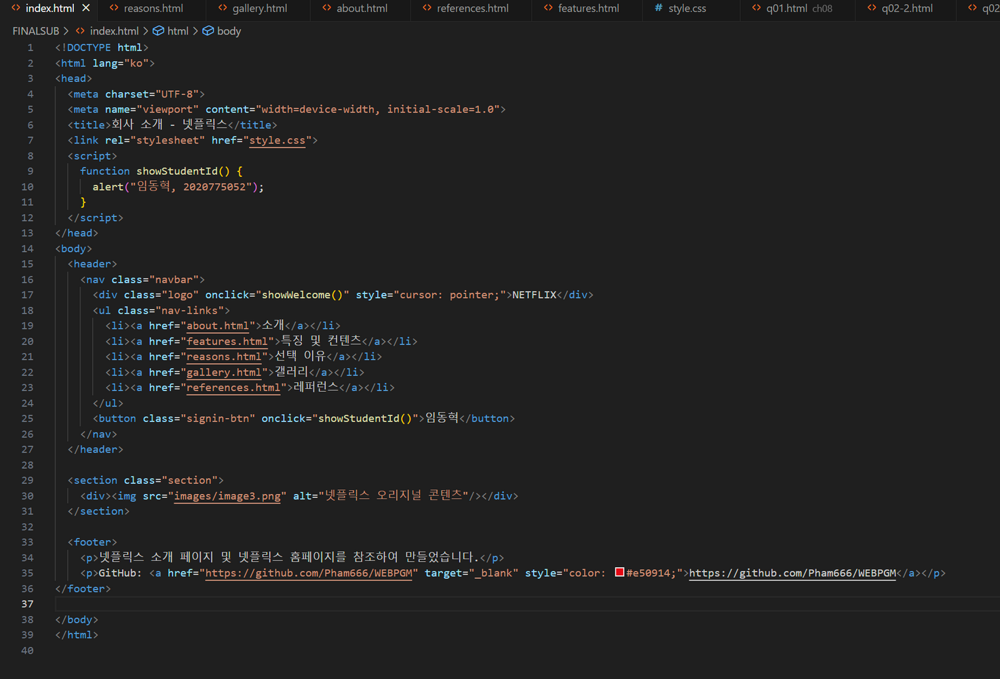 index.html reasons.html gallery.html about.html references.html features.html # style.css q01.html ch08 q02-2.html q02
FINALSUB > index.html > html > body
1 <!DOCTYPE html>
2 <html lang="ko">
3 <head>
4 <meta charset="UTF-8">
5 <meta name="viewport" content="width=device-width, initial-scale=1.0">
6 <title>회사 소개 - 넷플릭스</title>
7 <link rel="stylesheet" href="style.css">
8 <script>
9 function showStudentId() {
10 alert("임동혁, 2020775052");
11 }
12 </script>
13 </head>
14 <body>
15 <header>
16 <nav class="navbar">
17 <div class="logo" onclick="showWelcome()" style="cursor: pointer;">NETFLIX</div>
18 <ul class="nav-links">
19 <li><a href="about.html">소개</a></li>
20 <li><a href="features.html">특징 및 컨텐츠</a></li>
21 <li><a href="reasons.html">선택 이유</a></li>
22 <li><a href="gallery.html">갤러리</a></li>
23 <li><a href="references.html">레퍼런스</a></li>
24 </ul>
25 <button class="signin-btn" onclick="showStudentId()">임동혁</button>
26 </nav>
27 </header>
28
29 <section class="section">
30 <div><img src="images/image3.png" alt="넷플릭스 오리지널 콘텐츠"/></div>
31 </section>
32
33 <footer>
34 <p>넷플릭스 소개 페이지 및 넷플릭스 홈페이지를 참조하여 만들었습니다.</p>
35 <p>GitHub: <a href="https://github.com/Pham666/WEBPGM" target="_blank" style="color: #e50914;">https://github.com/Pham666/WEBPGM</a></p>
36 </footer>
37
38 </body>
39 </html>
40